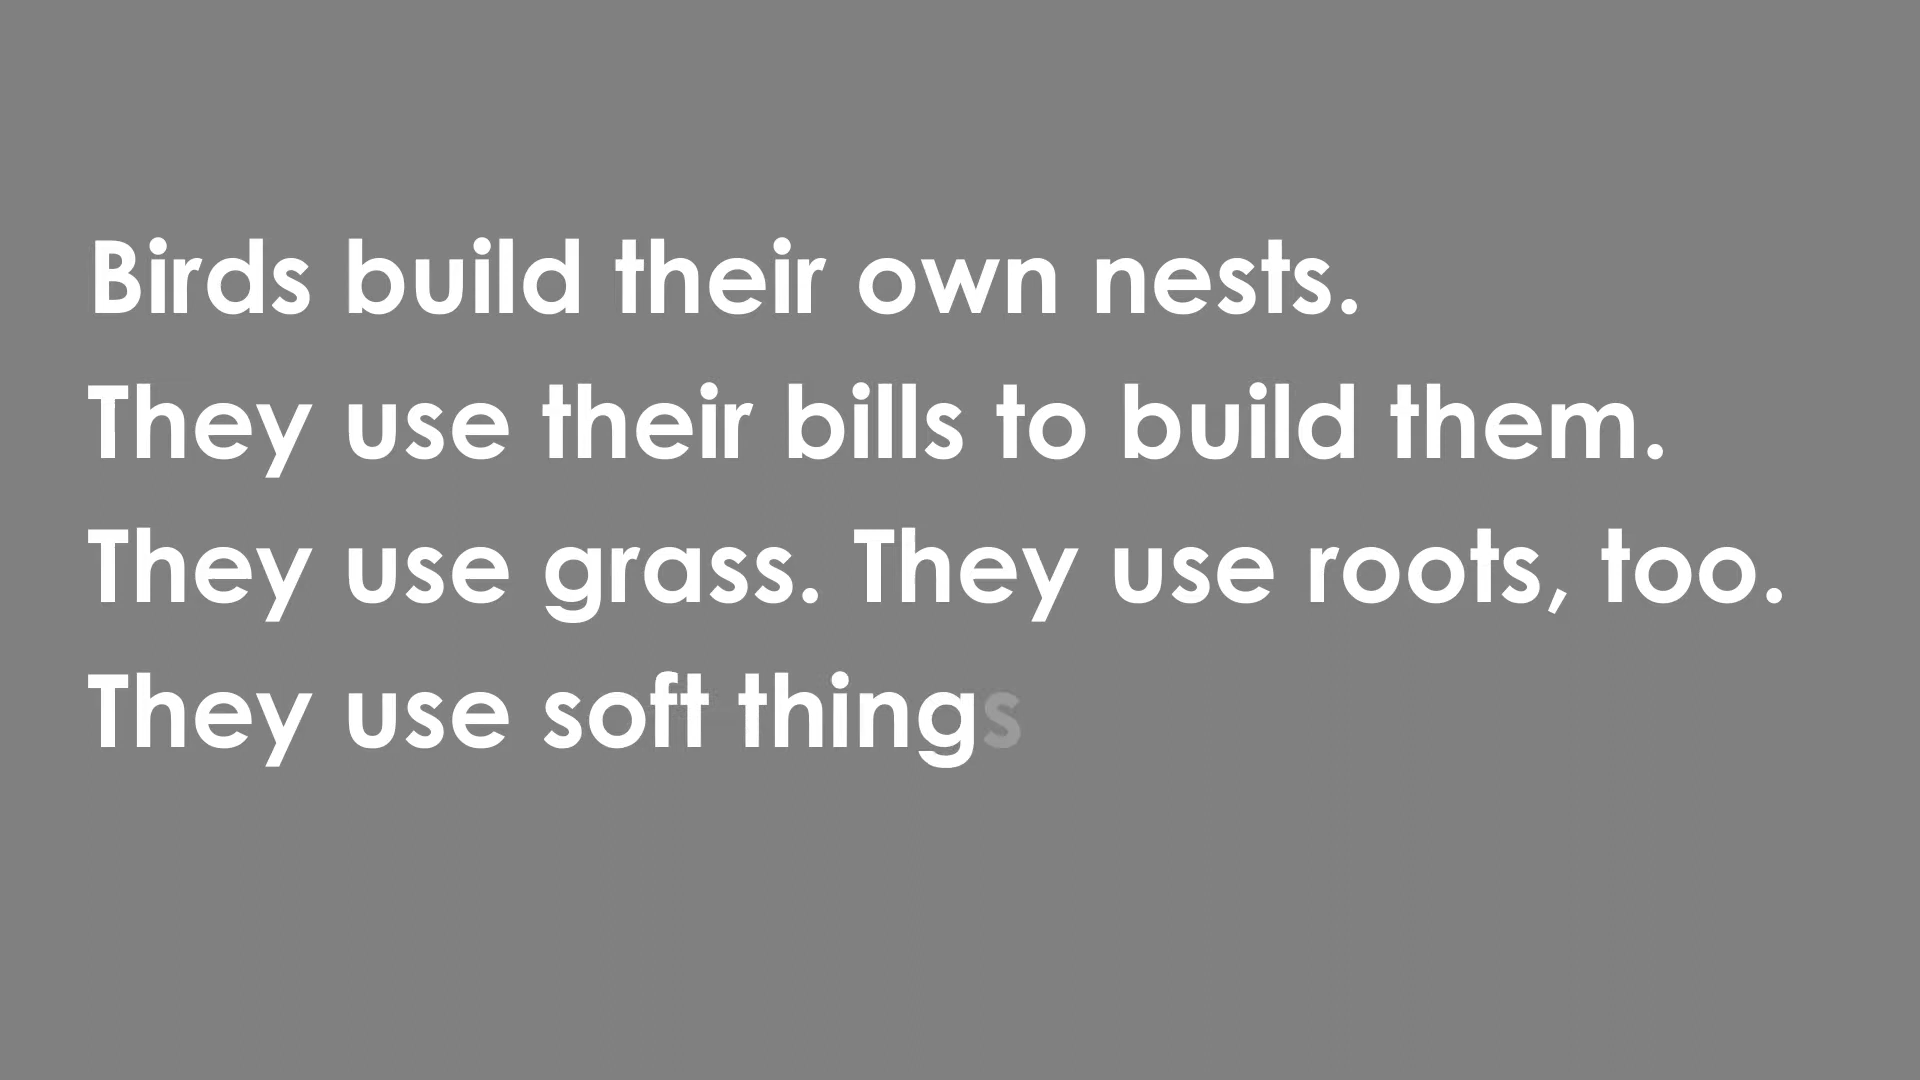 Birds build their own nests.
They use their bills to build them.
They use grass. They use roots, too.
They use soft things